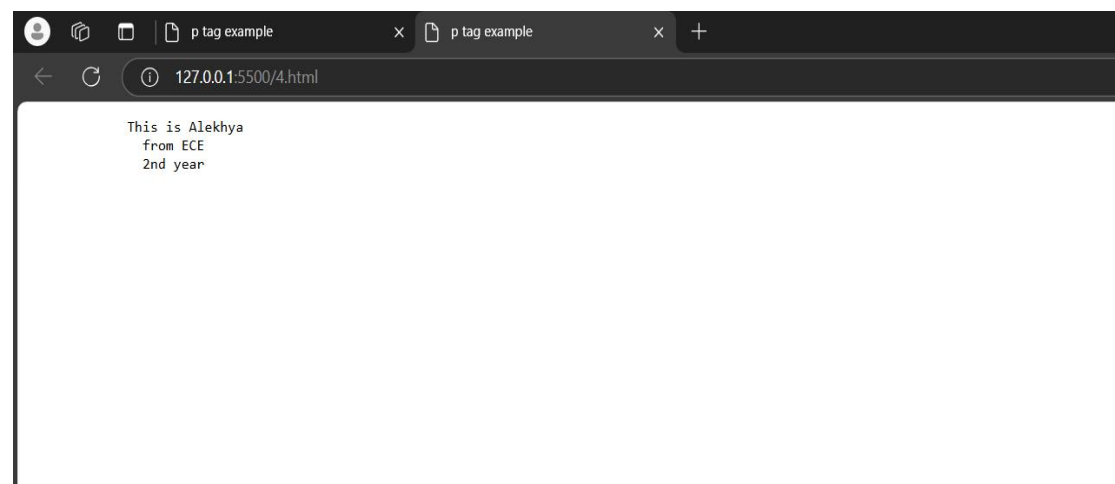 p tag example
p tag example
127.0.0.1:5500/4.html
This is Alekhya
from ECE
2nd year